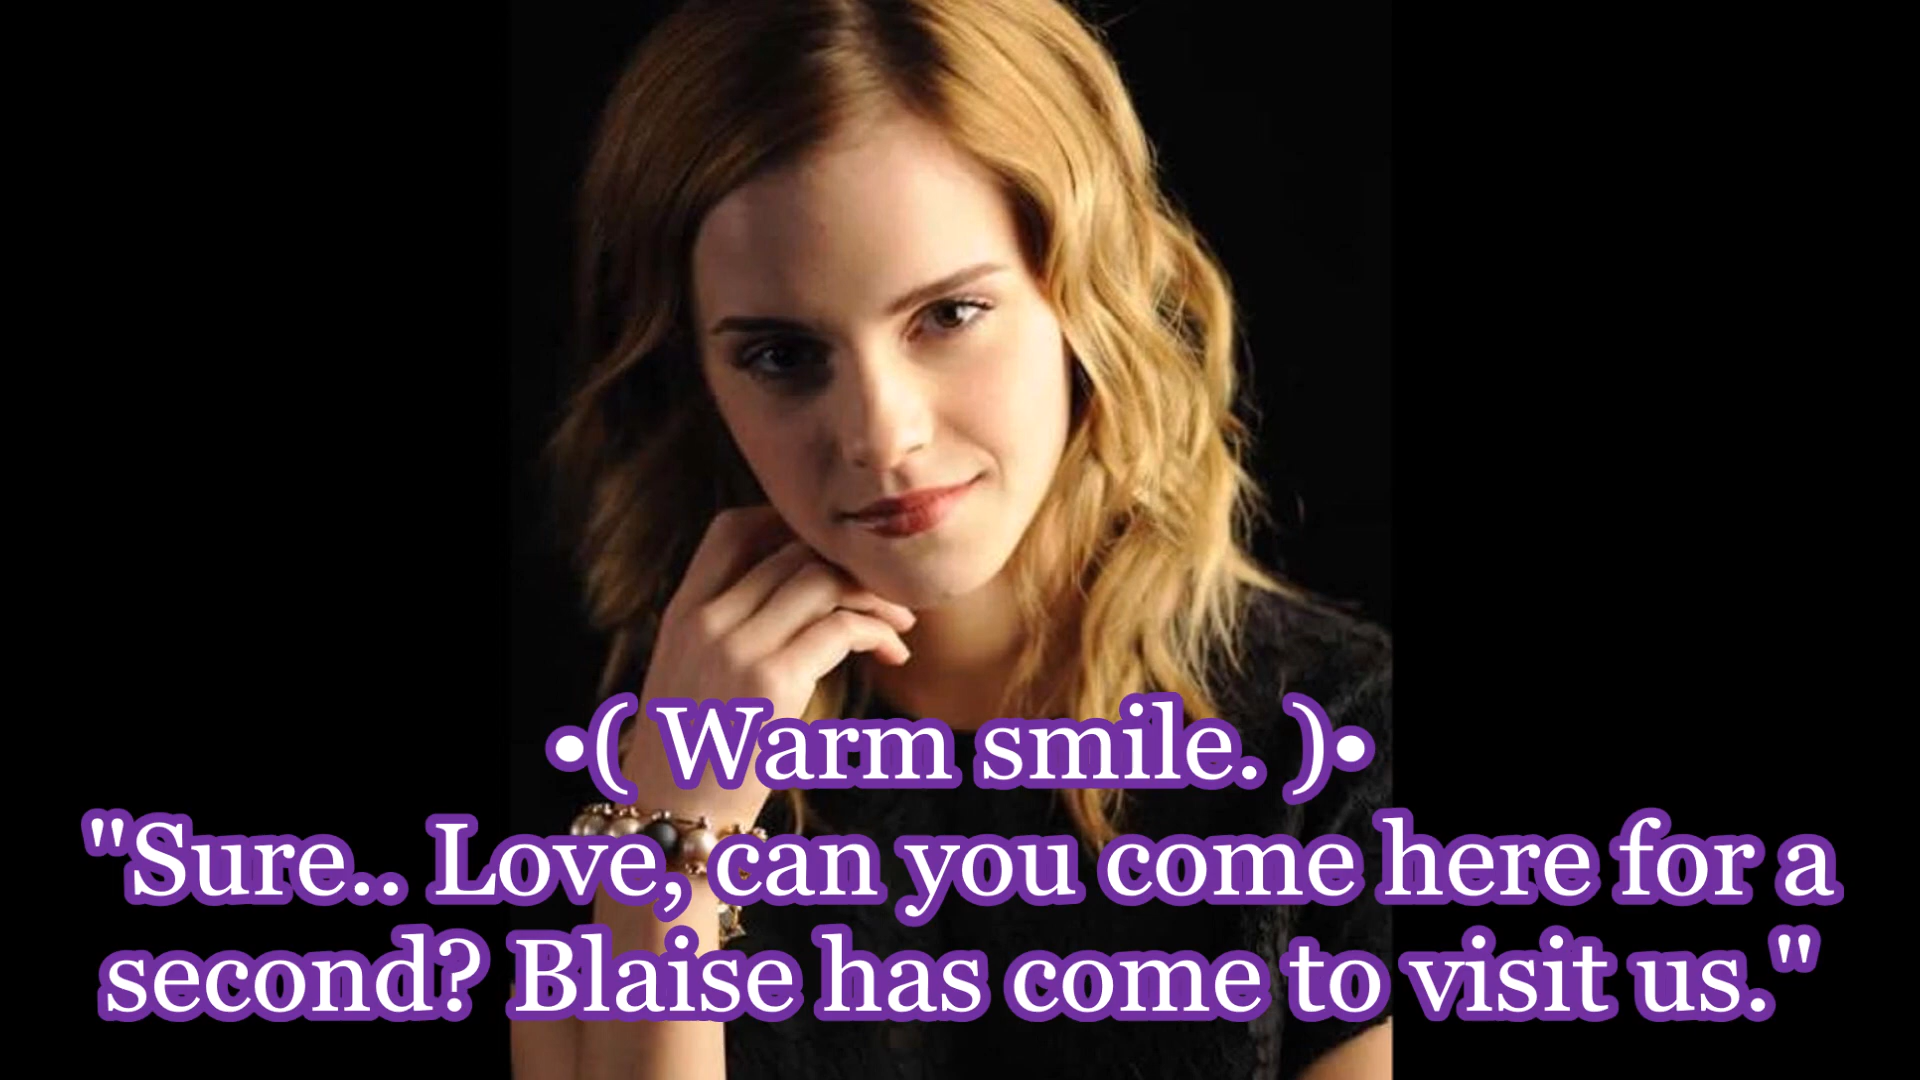 •( Warm smile. )•
"Sure.. Love, can you come here for a
second? Blaise has come to visit us."